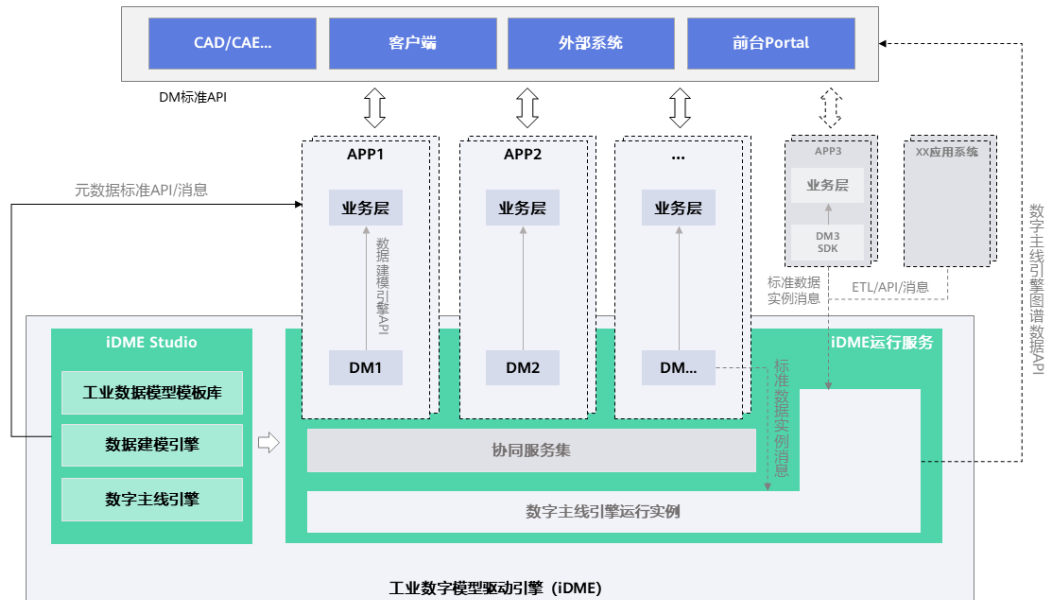 CAD/CAE...
客户端
外部系统
前台Portal
DM标准API
APP1
APP2
...
APP3
XX应用系统
元数据标准API/消息
业务层
业务层
业务层
业务层
DM3
SDK
数据建模引擎API
标准数据
实例消息
ETL/API/消息
数字主线引擎图谱数据API
iDME Studio
iDME运行服务
DM1
DM2
DM...
标准数据实例消息
工业数据模型模板库
数据建模引擎
数字主线引擎
协同服务集
数字主线引擎运行实例
工业数字模型驱动引擎（iDME）